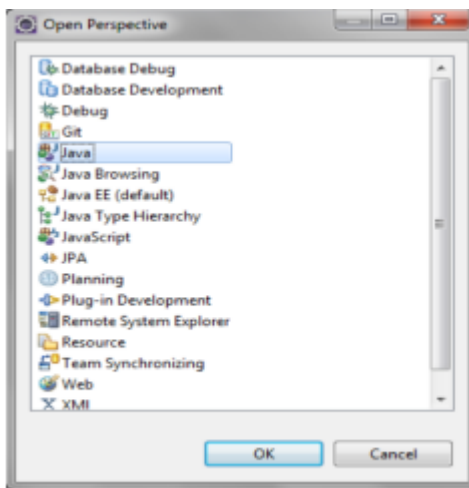 Open Perspective
Database Debug
Database Development
Debug
Git
Java
Java Browsing
Java EE (default)
Java Type Hierarchy
JavaScript
JPA
Planning
Plug-in Development
Remote System Explorer
Resource
Team Synchronizing
Web
XML
OK
Cancel